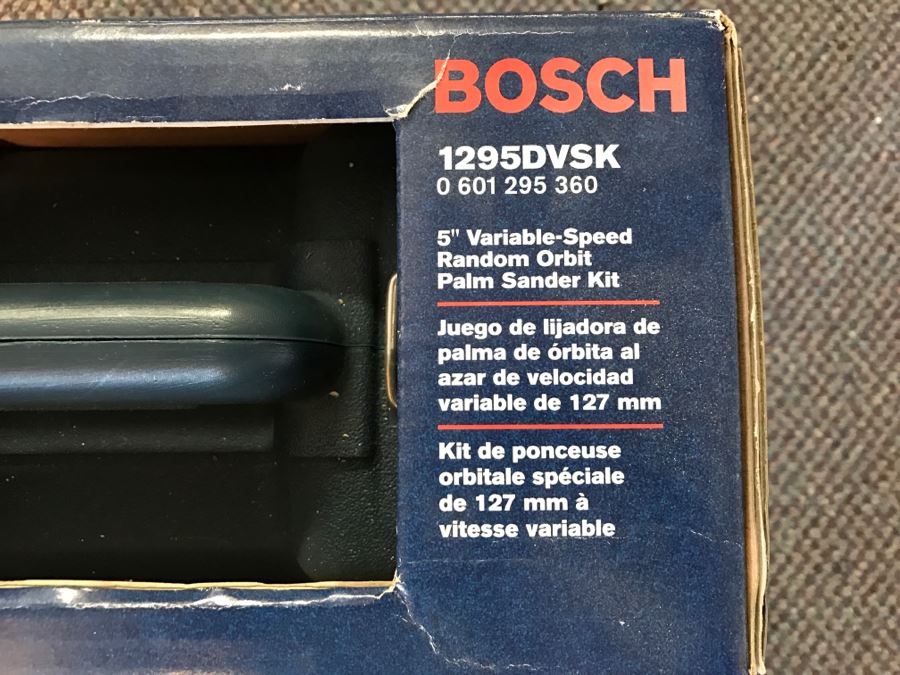 BOSCH
1295DVSK
0 601 295 360
5" Variable-Speed
Random Orbit
Palm Sander Kit
Juego de lijadora de
palma de órbita al
azar de velocidad
variable de 127 mm
Kit de ponceuse
orbitale spéciale
de 127 mm à
vitesse variable